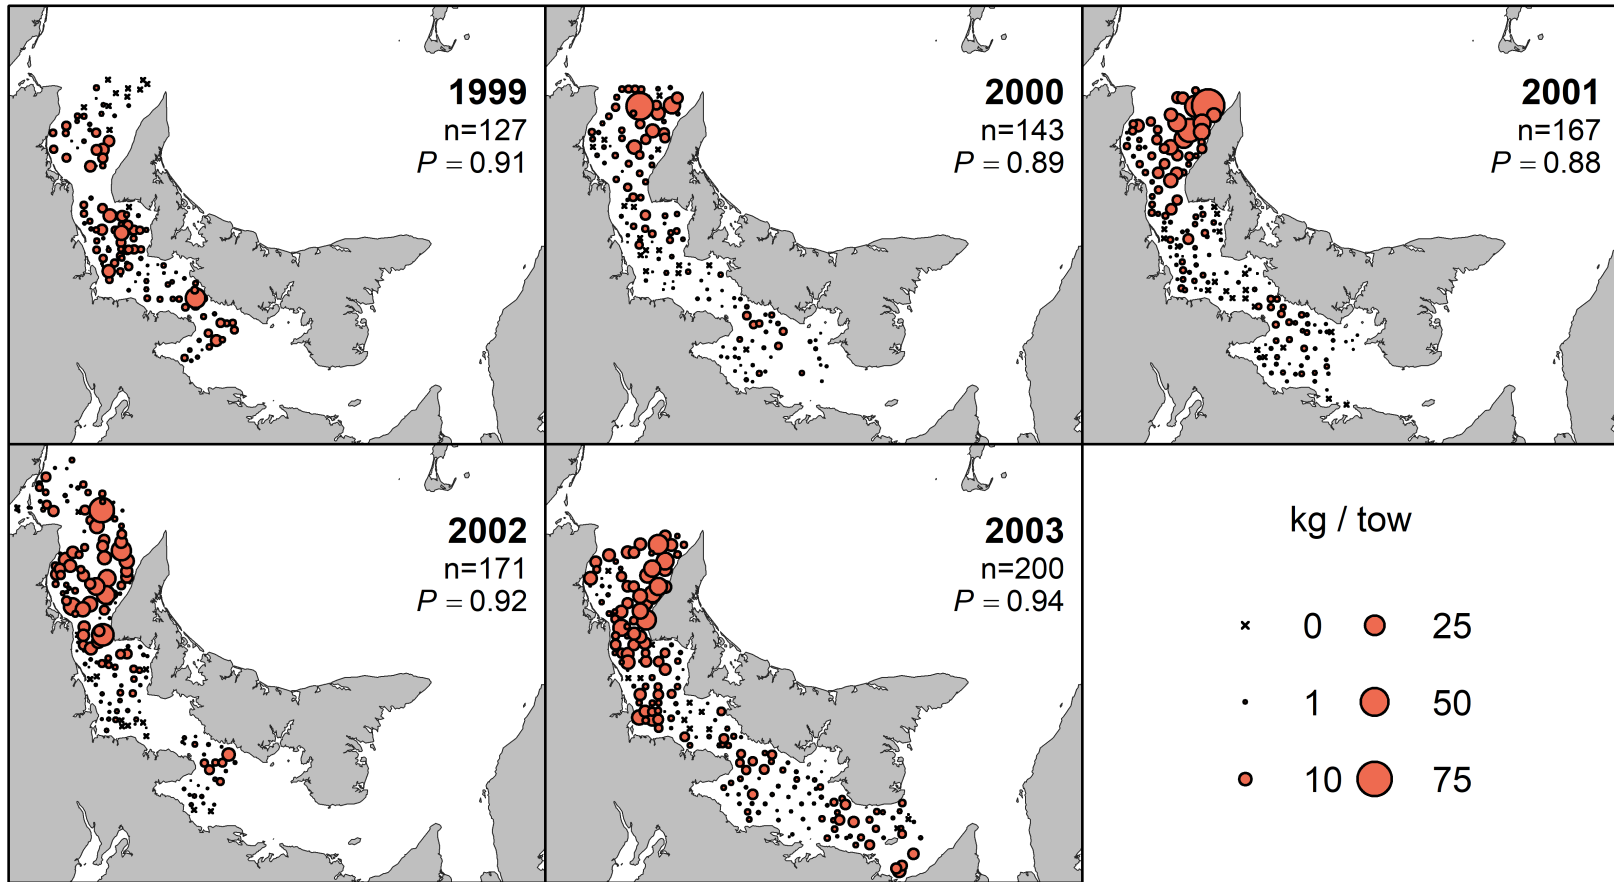 1999
n=127
P = 0.91
2000
n=143
P = 0.89
2001
n=167
P = 0.88
2002
n=171
P = 0.92
2003
n=200
P = 0.94
kg / tow
0 25
1 50
10 75